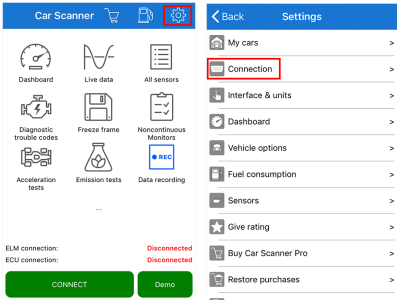 Car Scanner
Dashboard
Live data
All sensors
Diagnostic
trouble codes
Freeze frame
Noncontinuous
Monitors
REC
Acceleration
tests
Emission tests
Data recording
...
ELM connection:
Disconnected
ECU connection:
Disconnected
CONNECT
Demo
< Back
Settings
My cars >
Connection >
Interface & units >
Dashboard >
Vehicle options >
Fuel consumption >
Sensors >
Give rating >
Buy Car Scanner Pro >
Restore purchases >